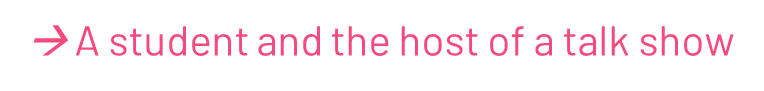 → A student and the host of a talk show